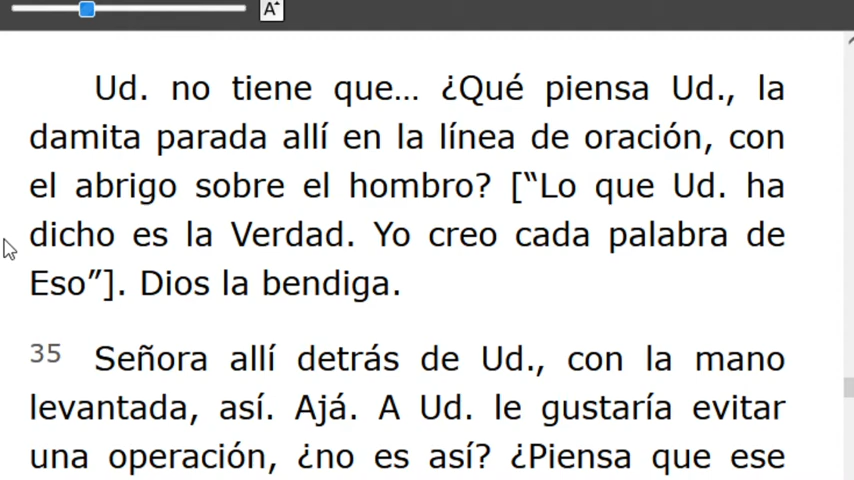 A
Ud. no tiene que... ¿Qué piensa Ud., la
damita parada allí en la línea de oración, con
el abrigo sobre el hombro? [“Lo que Ud. ha
dicho es la Verdad. Yo creo cada palabra de
Eso”]. Dios la bendiga.
35 Señora allí detrás de Ud., con la mano
levantada, así. Ajá. A Ud. le gustaría evitar
una operación, ¿no es así? ¿Piensa que ese